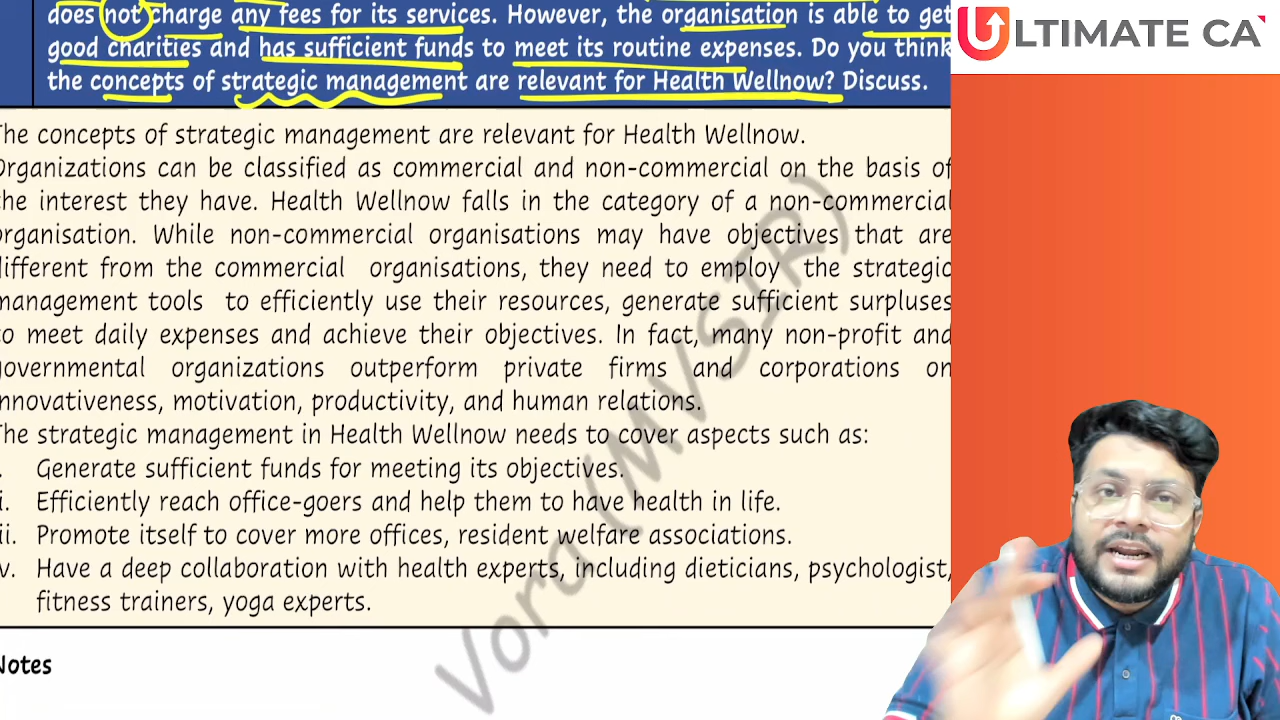 does not charge any fees for its services. However, the organisation is able to get
good charities and has sufficient funds to meet its routine expenses. Do you think
the concepts of strategic management are relevant for Health Wellnow? Discuss.
ULTIMATE CA
The concepts of strategic management are relevant for Health Wellnow.
Organizations can be classified as commercial and non-commercial on the basis of
the interest they have. Health Wellnow falls in the category of a non-commercial
organisation. While non-commercial organisations may have objectives that are
different from the commercial organisations, they need to employ the strategic
management tools to efficiently use their resources, generate sufficient surpluses
to meet daily expenses and achieve their objectives. In fact, many non-profit and
governmental organizations outperform private firms and corporations on
innovativeness, motivation, productivity, and human relations.
The strategic management in Health Wellnow needs to cover aspects such as:
. Generate sufficient funds for meeting its objectives.
i. Efficiently reach office-goers and help them to have health in life.
ii. Promote itself to cover more offices, resident welfare associations.
v. Have a deep collaboration with health experts, including dieticians, psychologist,
fitness trainers, yoga experts.
Notes
Vora (MVSIR)